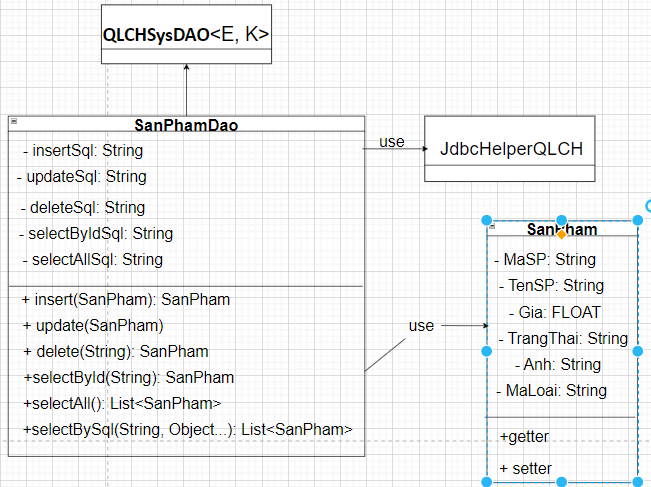 QLCHSysDAO<E, K>
SanPhamDao
- insertSql: String
- updateSql: String
- deleteSql: String
- selectByIdSql: String
- selectAllSql: String
+ insert(SanPham): SanPham
+ update(SanPham)
+ delete(String): SanPham
+selectById(String): SanPham
+selectAll(): List<SanPham>
+selectBySql(String, Object...): List<SanPham>
use
JdbcHelperQLCH
use
SanPham
- MaSP: String
- TenSP: String
- Gia: FLOAT
- TrangThai: String
- Anh: String
- MaLoai: String
+getter
+ setter